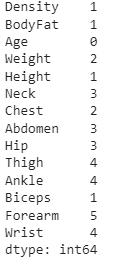 Density 1
BodyFat 1
Age 0
Weight 2
Height 1
Neck 3
Chest 2
Abdomen 3
Hip 3
Thigh 4
Ankle 4
Biceps 1
Forearm 5
Wrist 4
dtype: int64